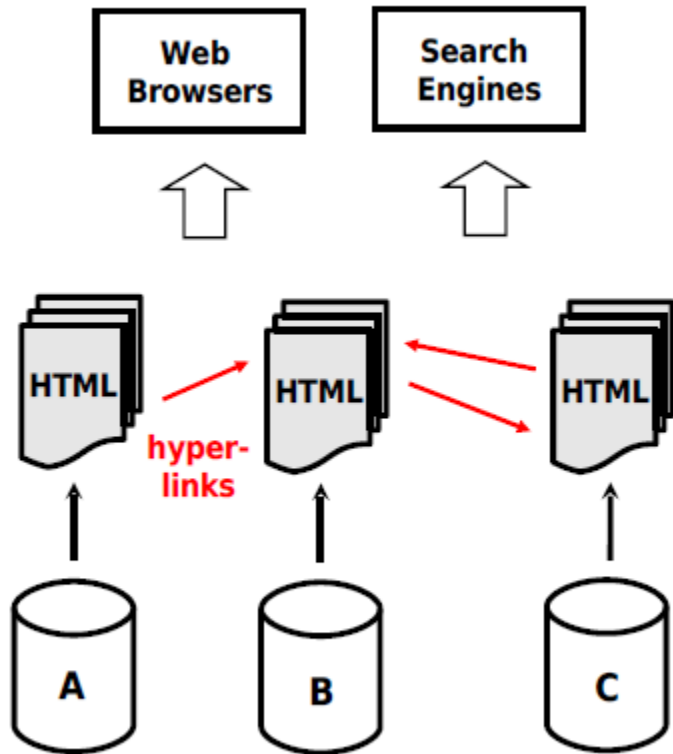 Web
Browsers
Search
Engines
HTML
HTML
HTML
hyper-
links
A
B
C